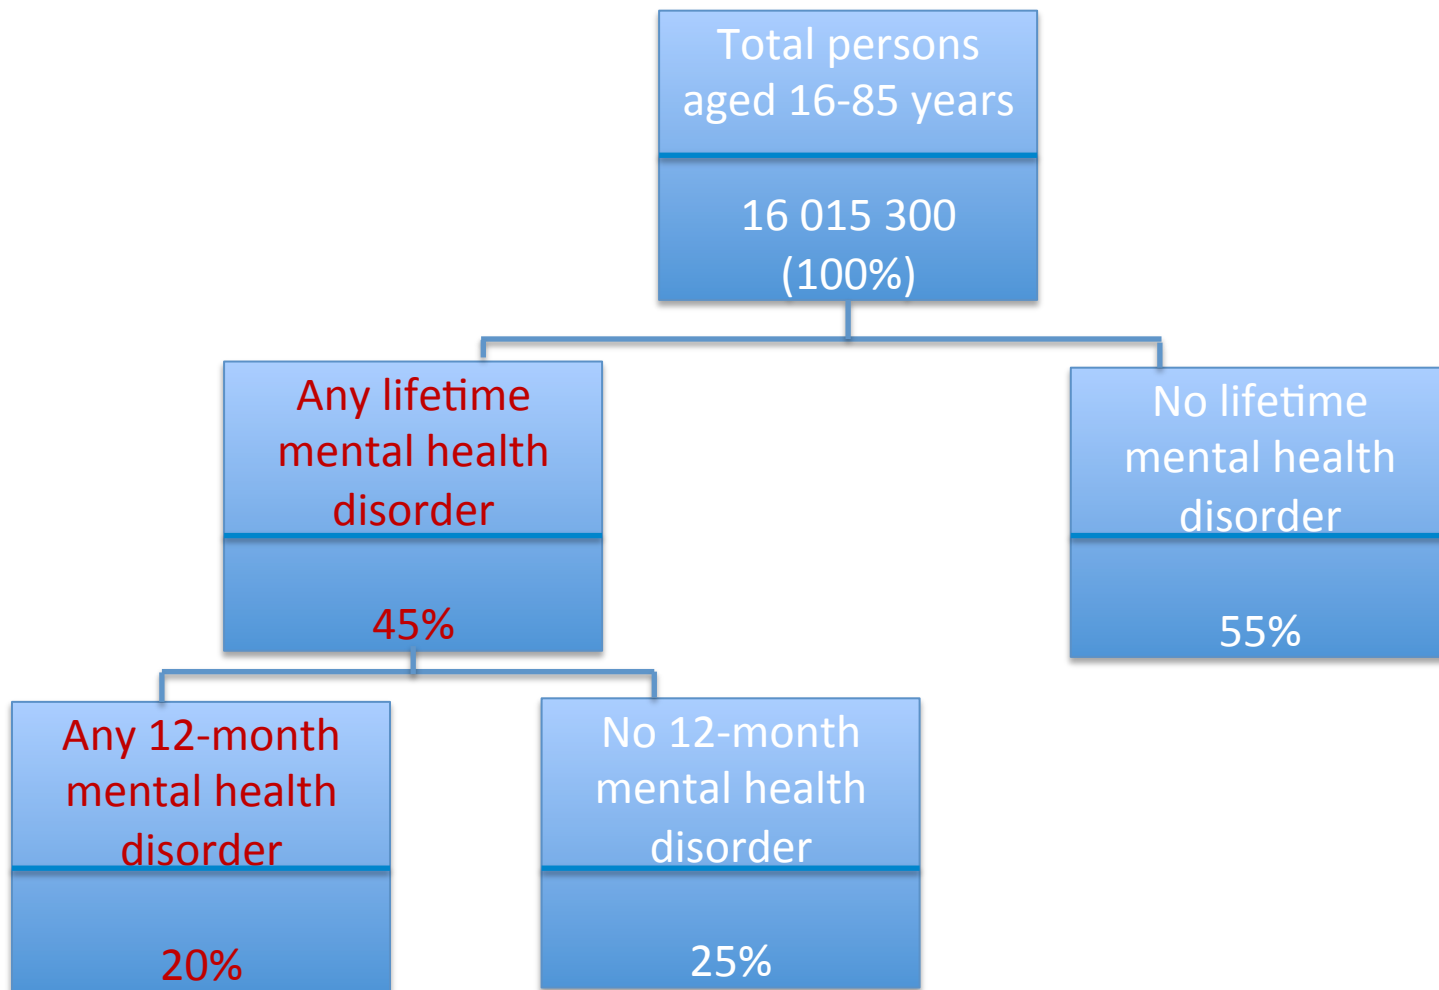 Total persons
aged 16-85 years
16 015 300
(100%)
Any lifetime
mental health
disorder
45%
No lifetime
mental health
disorder
55%
Any 12-month
mental health
disorder
20%
No 12-month
mental health
disorder
25%